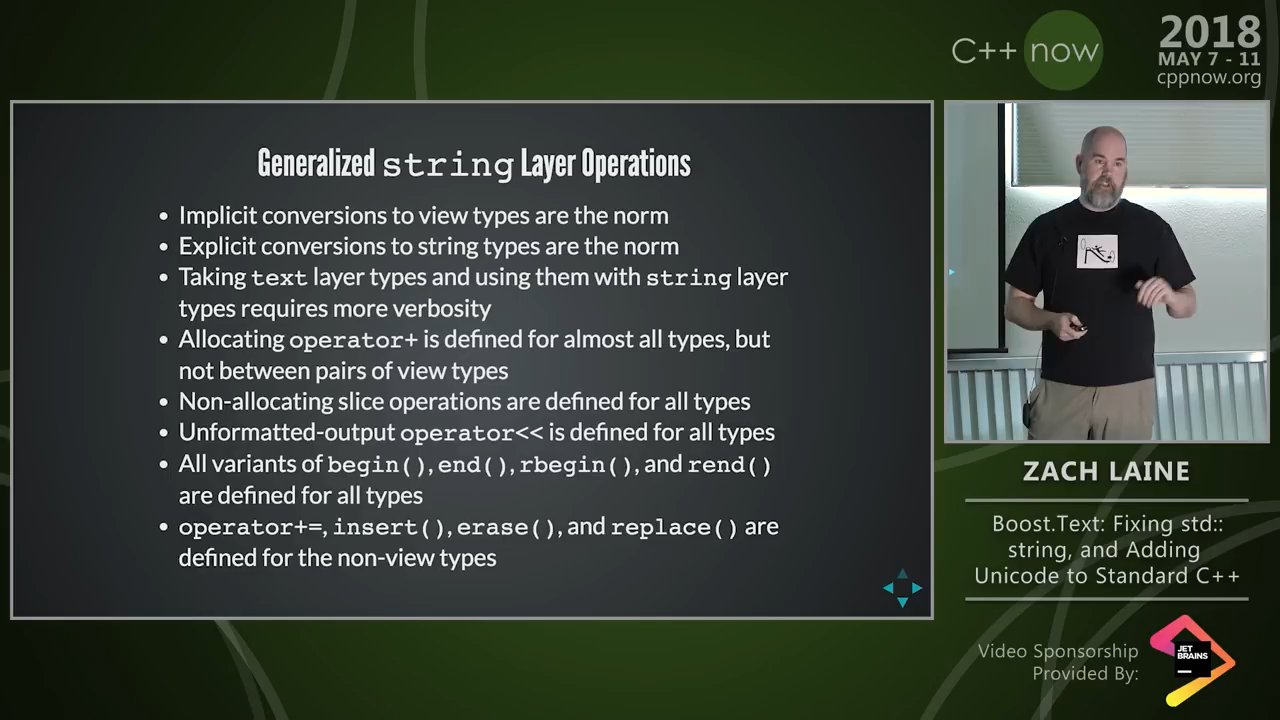 C++ now
2018
MAY 7 - 11
cppnow.org
Generalized string Layer Operations
• Implicit conversions to view types are the norm
• Explicit conversions to string types are the norm
• Taking text layer types and using them with string layer
types requires more verbosity
• Allocating operator+ is defined for almost all types, but
not between pairs of view types
• Non-allocating slice operations are defined for all types
• Unformatted-output operator<< is defined for all types
• All variants of begin(), end(), rbegin(), and rend()
are defined for all types
• operator+=, insert(), erase(), and replace() are
defined for the non-view types
ZACH LAINE
Boost.Text: Fixing std::
string, and Adding
Unicode to Standard C++
Video Sponsorship
Provided By:
JET
BRAINS